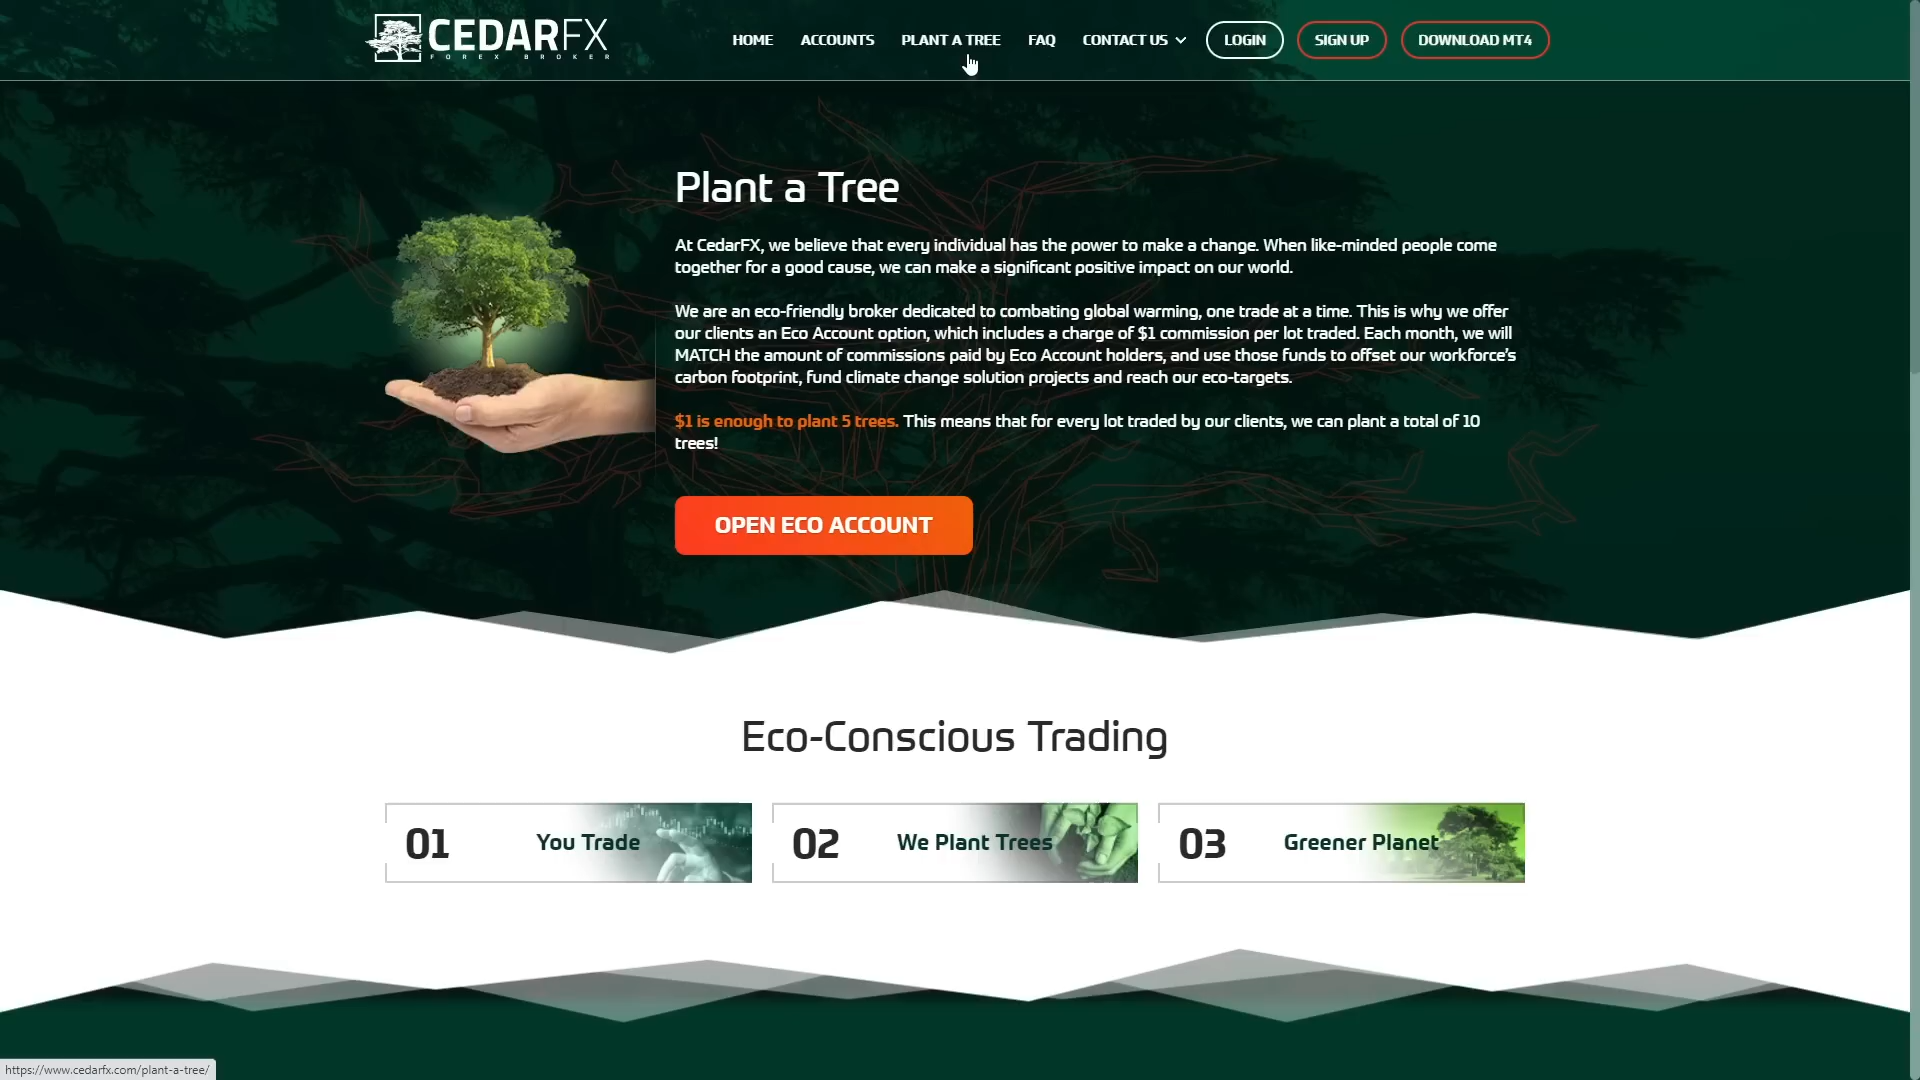 CEDARFX
FOREX BROKER
HOME ACCOUNTS PLANT A TREE FAQ CONTACT US LOGIN SIGN UP DOWNLOAD MT4
Plant a Tree
At CedarFX, we believe that every individual has the power to make a change. When like-minded people come
together for a good cause, we can make a significant positive impact on our world.
We are an eco-friendly broker dedicated to combating global warming, one trade at a time. This is why we offer
our clients an Eco Account option, which includes a charge of $1 commission per lot traded. Each month, we will
MATCH the amount of commissions paid by Eco Account holders, and use those funds to offset our workforce's
carbon footprint, fund climate change solution projects and reach our eco-targets.
$1 is enough to plant 5 trees. This means that for every lot traded by our clients, we can plant a total of 10
trees!
OPEN ECO ACCOUNT
Eco-Conscious Trading
01 You Trade
02 We Plant Trees
03 Greener Planet
https://www.cedarfx.com/plant-a-tree/